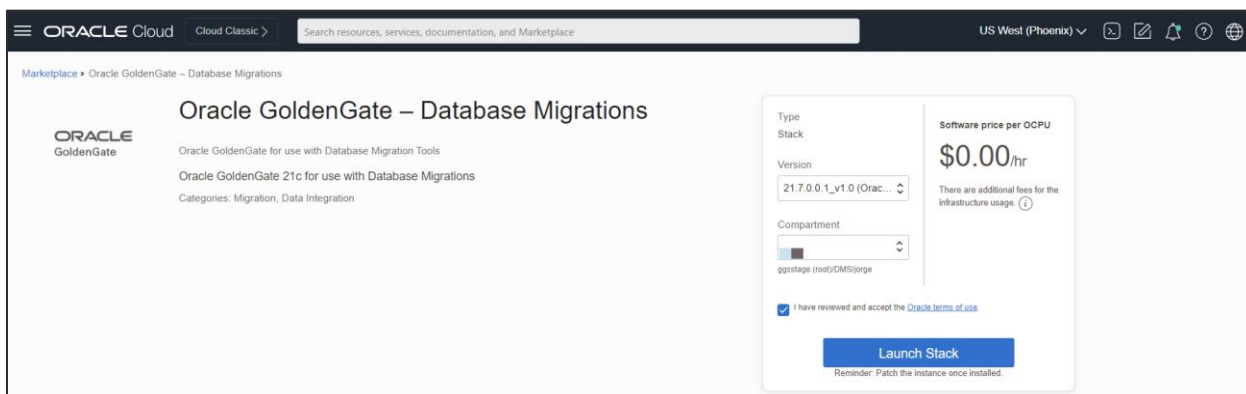 ORACLE Cloud
Cloud Classic >
Search resources, services, documentation, and Marketplace
US West (Phoenix)
Marketplace » Oracle GoldenGate – Database Migrations
ORACLE
GoldenGate
Oracle GoldenGate – Database Migrations
Oracle GoldenGate for use with Database Migration Tools
Oracle GoldenGate 21c for use with Database Migrations
Categories: Migration, Data Integration
Type
Stack
Version
21.7.0.0.1_v1.0 (Orac...
Compartment
ggsstage (root)/DMS/jorge
Software price per OCPU
$0.00/hr
There are additional fees for the
infrastructure usage.
I have reviewed and accept the Oracle terms of use.
Launch Stack
Reminder: Patch the instance once installed.